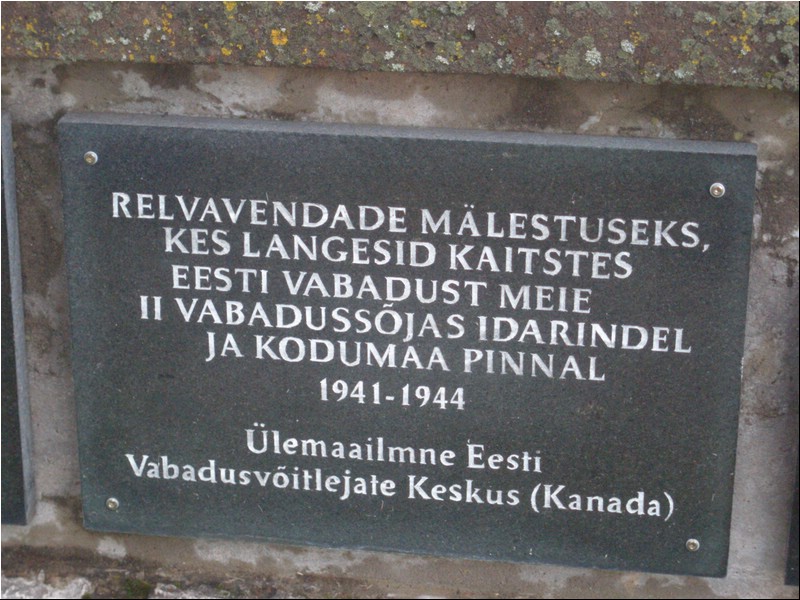 RELVAVENDADE MÄLESTUSEKS,
KES LANGESID KAITSTES
EESTI VABADUST MEIE
II VABADUSSÕJAS IDARINDEL
JA KODUMAA PINNAL
1941-1944
Ülemaailmne Eesti
Vabadusvõitlejate Keskus (Kanada)